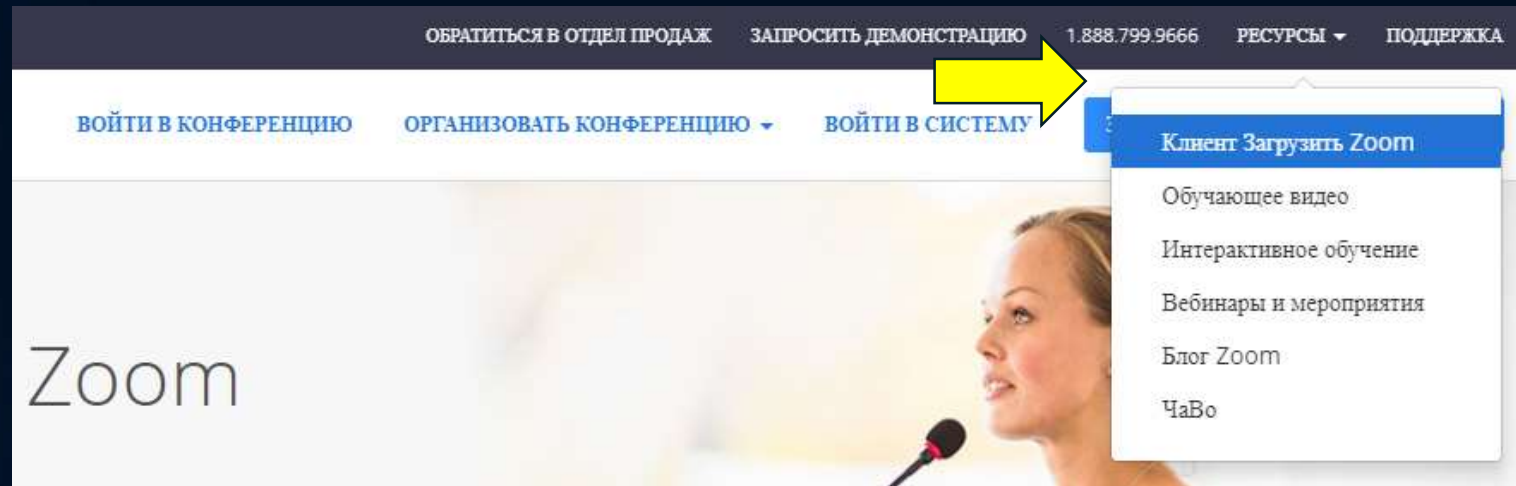 ОБРАТИТЬСЯ В ОТДЕЛ ПРОДАЖ ЗАПРОСИТЬ ДЕМОНСТРАЦИЮ 1.888.799.9666 РЕСУРСЫ ПОДДЕРЖКА
ВОЙТИ В КОНФЕРЕНЦИЮ ОРГАНИЗОВАТЬ КОНФЕРЕНЦИЮ ВОЙТИ В СИСТЕМУ
Клиент Загрузить Zoom
Обучающее видео
Интерактивное обучение
Вебинары и мероприятия
Блог Zoom
ЧаВо
Zoom